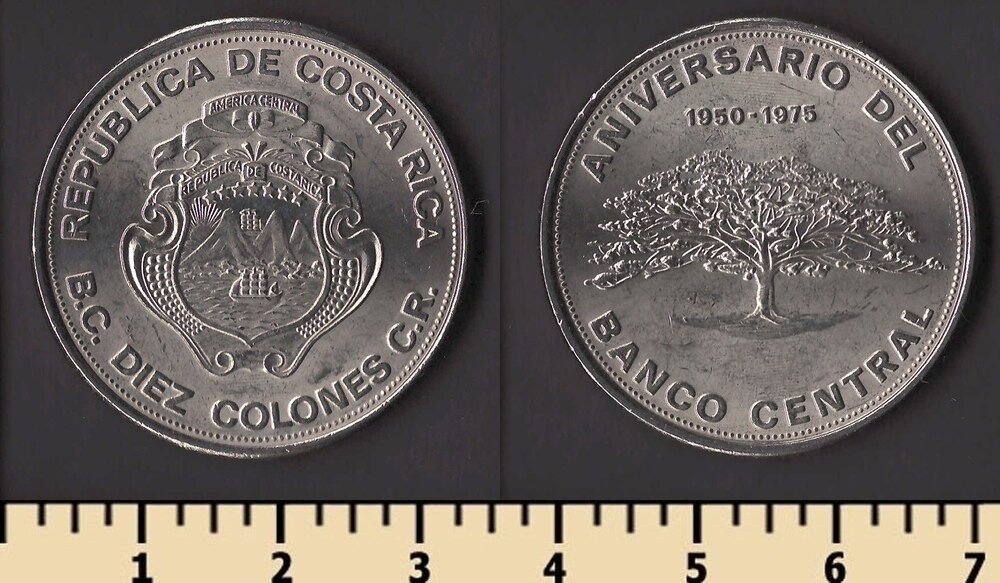 REPUBLICA DE COSTA RICA
AMERICA CENTRAL
REPUBLICA DE COSTA RICA
B.C. DIEZ COLONES C.R.
ANIVERSARIO DEL
1950-1975
BANCO CENTRAL
1 2 3 4 5 6 7